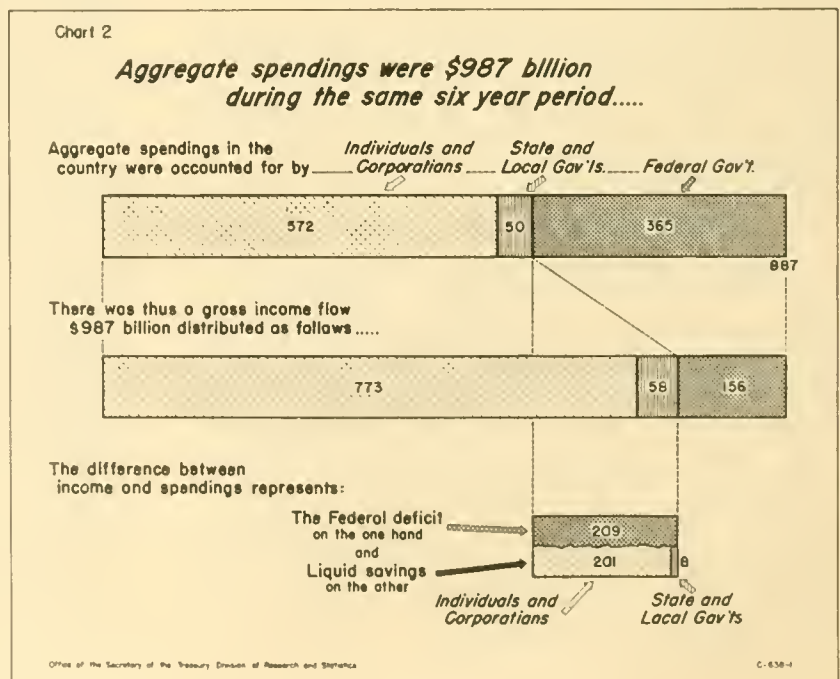 Chart 2
Aggregate spendings were $987 billion
during the same six year period.....
Aggregate spendings in the
country were accounted for by
Individuals and
Corporations
State and
Local Gov'ts.
Federal Gov't.
572
50
365
987
There was thus a gross income flow
$987 billion distributed as follows.....
773
58
156
The difference between
income and spendings represents:
The Federal deficit
on the one hand
and
Liquid savings
on the other
209
201
8
Individuals and
Corporations
State and
Local Gov'ts
Office of the Secretary of the Treasury Division of Research and Statistics
C-638-1